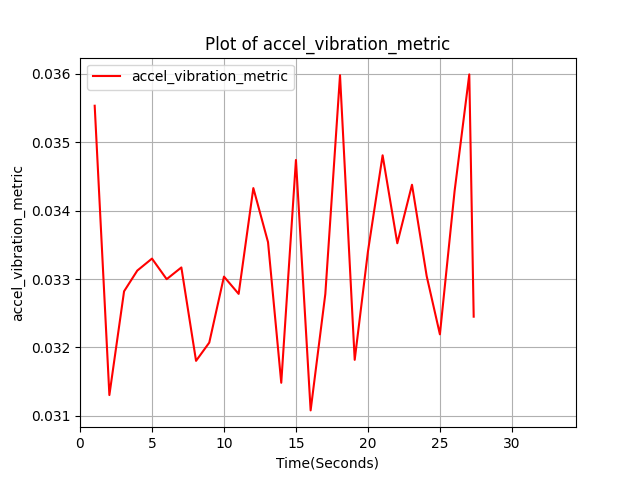 Plot of accel_vibration_metric
accel_vibration_metric
0.036
0.035
0.034
0.033
0.032
0.031
accel_vibration_metric
0 5 10 15 20 25 30
Time(Seconds)